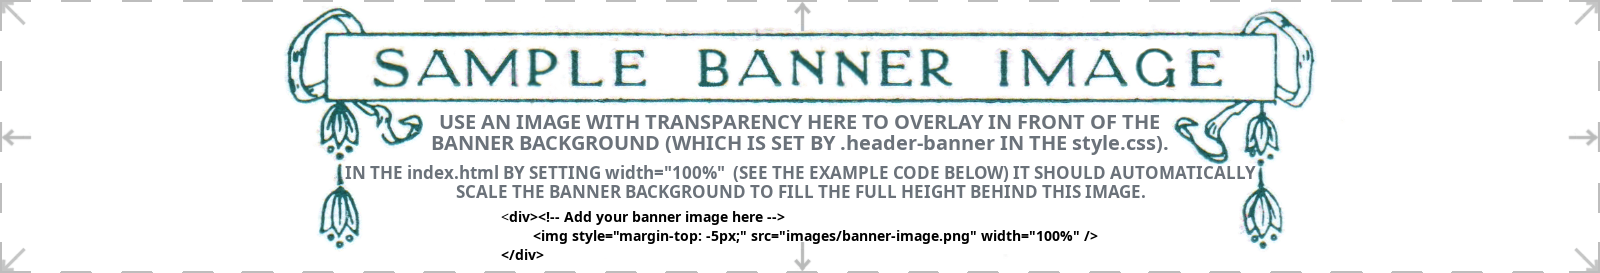 SAMPLE BANNER IMAGE
USE AN IMAGE WITH TRANSPARENCY HERE TO OVERLAY IN FRONT OF THE
BANNER BACKGROUND (WHICH IS SET BY .header-banner IN THE style.css).
IN THE index.html BY SETTING width="100%" (SEE THE EXAMPLE CODE BELOW) IT SHOULD AUTOMATICALLY
SCALE THE BANNER BACKGROUND TO FILL THE FULL HEIGHT BEHIND THIS IMAGE.
<div><!-- Add your banner image here -->
<img style="margin-top: -5px;" src="images/banner-image.png" width="100%" />
</div>